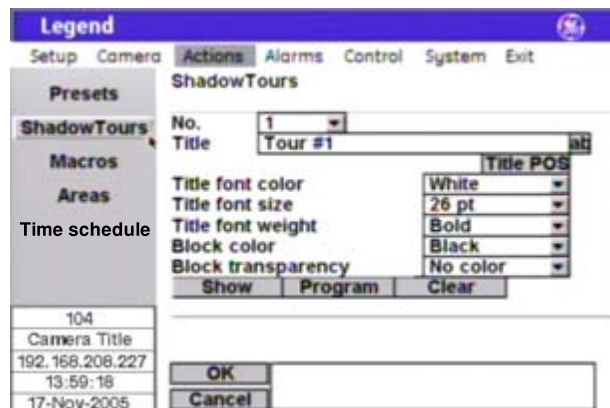 Legend
Setup Camera Actions Alarms Control System Exit
Presets
ShadowTours
Macros
Areas
Time schedule
104
Camera Title
192.168.208.227
13:59:18
17-Nov-2005
ShadowTours
No. 1
Title Tour #1 ab
Title POS
Title font color White
Title font size 26 pt
Title font weight Bold
Block color Black
Block transparency No color
Show Program Clear
OK
Cancel